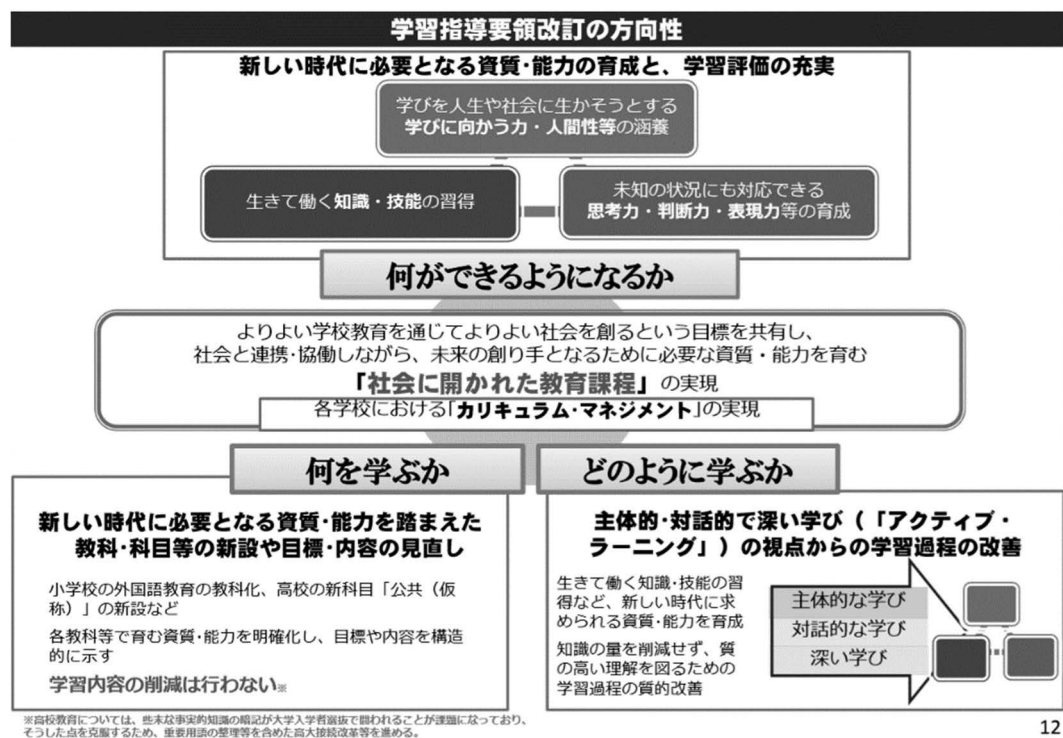 学習指導要領改訂の方向性
新しい時代に必要となる資質・能力の育成と、学習評価の充実
学びを人生や社会に生かそうとする
学びに向かう力・人間性等の涵養
生きて働く知識・技能の習得
未知の状況にも対応できる
思考力・判断力・表現力等の育成
何ができるようになるか
よりよい学校教育を通じてよりよい社会を創るという目標を共有し、
社会と連携・協働しながら、未来の創り手となるために必要な資質・能力を育む
「社会に開かれた教育課程」の実現
各学校における「カリキュラム・マネジメント」の実現
何を学ぶか
新しい時代に必要となる資質・能力を踏まえた
教科・科目等の新設や目標・内容の見直し
小学校の外国語教育の教科化、高校の新科目「公共（仮
称）」の新設など
各教科等で育む資質・能力を明確化し、目標や内容を構造
的に示す
学習内容の削減は行わない※
どのように学ぶか
主体的・対話的で深い学び（「アクティブ・
ラーニング」）の視点からの学習過程の改善
生きて働く知識・技能の習
得など、新しい時代に求
められる資質・能力を育成
知識の量を削減せず、質
の高い理解を図るための
学習過程の質的改善
主体的な学び
対話的な学び
深い学び
※高校教育については、些末な事実的知識の暗記が大学入学者選抜で問われることが課題になっており、
そうした点を克服するため、重要用語の整理等を含めた高大接続改革等を進める。
12